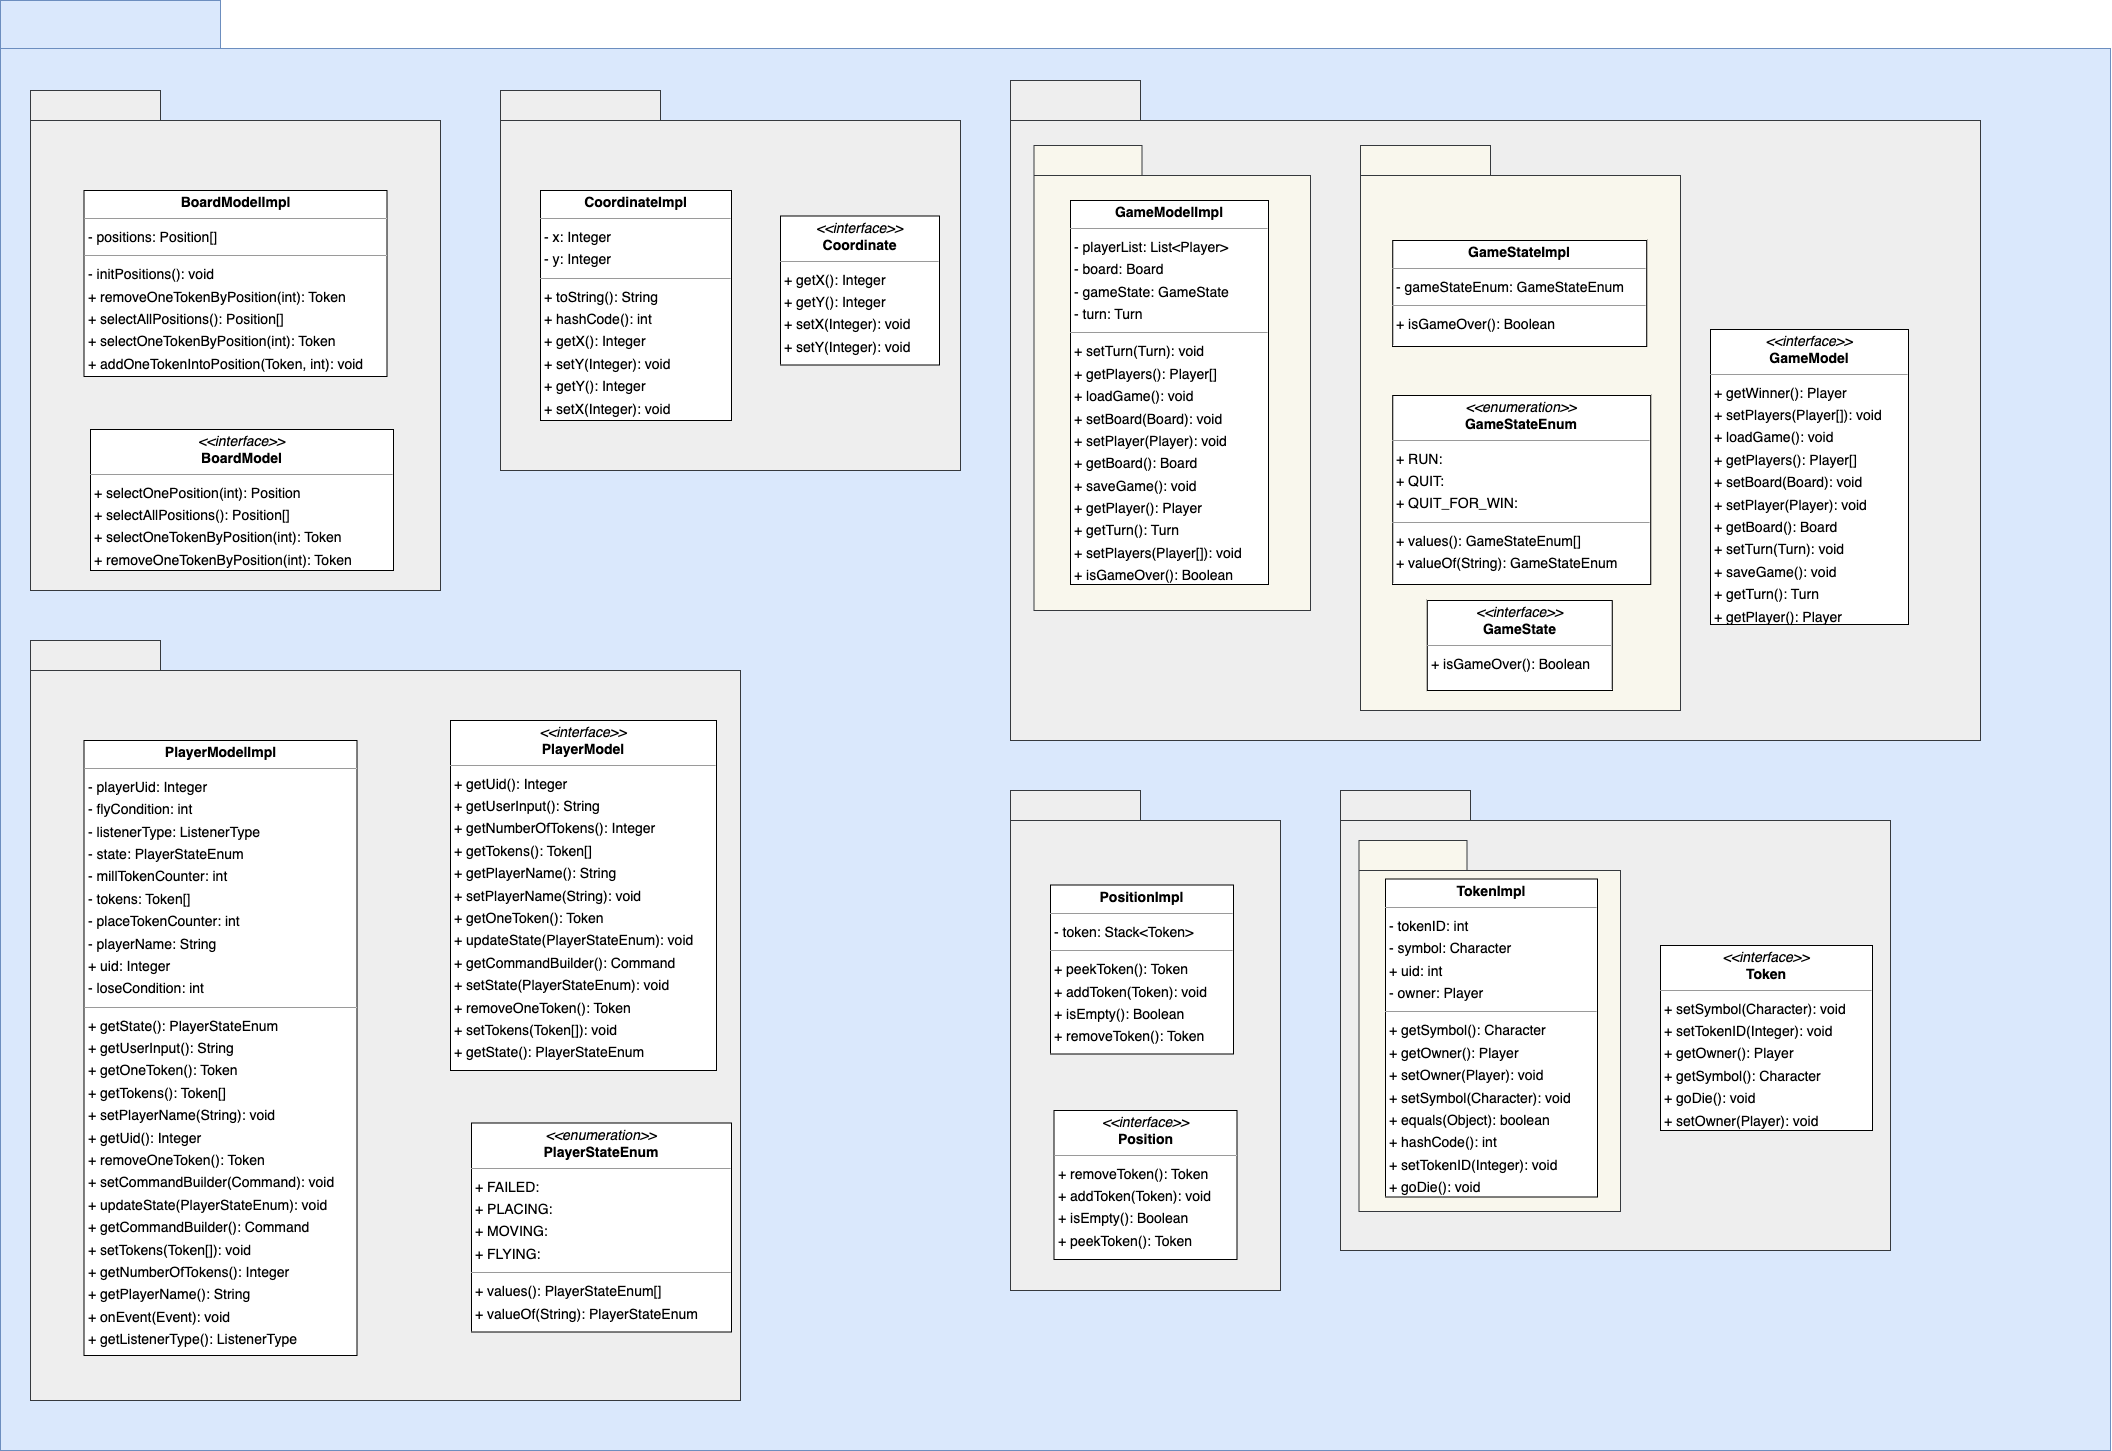 BoardModelImpl
- positions: Position[]
- initPositions(): void
+ removeOneTokenByPosition(int): Token
+ selectAllPositions(): Position[]
+ selectOneTokenByPosition(int): Token
+ addOneTokenIntoPosition(Token, int): void
<<interface>>
BoardModel
+ selectOnePosition(int): Position
+ selectAllPositions(): Position[]
+ selectOneTokenByPosition(int): Token
+ removeOneTokenByPosition(int): Token
CoordinateImpl
- x: Integer
- y: Integer
+ toString(): String
+ hashCode(): int
+ getX(): Integer
+ setY(Integer): void
+ getY(): Integer
+ setX(Integer): void
<<interface>>
Coordinate
+ getX(): Integer
+ getY(): Integer
+ setX(Integer): void
+ setY(Integer): void
GameModelImpl
- playerList: List<Player>
- board: Board
- gameState: GameState
- turn: Turn
+ setTurn(Turn): void
+ getPlayers(): Player[]
+ loadGame(): void
+ setBoard(Board): void
+ setPlayer(Player): void
+ getBoard(): Board
+ saveGame(): void
+ getPlayer(): Player
+ getTurn(): Turn
+ setPlayers(Player[]): void
+ isGameOver(): Boolean
GameStateImpl
- gameStateEnum: GameStateEnum
+ isGameOver(): Boolean
<<enumeration>>
GameStateEnum
+ RUN:
+ QUIT:
+ QUIT_FOR_WIN:
+ values(): GameStateEnum[]
+ valueOf(String): GameStateEnum
<<interface>>
GameState
+ isGameOver(): Boolean
<<interface>>
GameModel
+ getWinner(): Player
+ setPlayers(Player[]): void
+ loadGame(): void
+ getPlayers(): Player[]
+ setBoard(Board): void
+ setPlayer(Player): void
+ getBoard(): Board
+ setTurn(Turn): void
+ saveGame(): void
+ getTurn(): Turn
+ getPlayer(): Player
PlayerModelImpl
- playerUid: Integer
- flyCondition: int
- listenerType: ListenerType
- state: PlayerStateEnum
- millTokenCounter: int
- tokens: Token[]
- placeTokenCounter: int
- playerName: String
+ uid: Integer
- loseCondition: int
+ getState(): PlayerStateEnum
+ getUserInput(): String
+ getOneToken(): Token
+ getTokens(): Token[]
+ setPlayerName(String): void
+ getUid(): Integer
+ removeOneToken(): Token
+ setCommandBuilder(Command): void
+ updateState(PlayerStateEnum): void
+ getCommandBuilder(): Command
+ setTokens(Token[]): void
+ getNumberOfTokens(): Integer
+ getPlayerName(): String
+ onEvent(Event): void
+ getListenerType(): ListenerType
<<interface>>
PlayerModel
+ getUid(): Integer
+ getUserInput(): String
+ getNumberOfTokens(): Integer
+ getTokens(): Token[]
+ getPlayerName(): String
+ setPlayerName(String): void
+ getOneToken(): Token
+ updateState(PlayerStateEnum): void
+ getCommandBuilder(): Command
+ setState(PlayerStateEnum): void
+ removeOneToken(): Token
+ setTokens(Token[]): void
+ getState(): PlayerStateEnum
<<enumeration>>
PlayerStateEnum
+ FAILED:
+ PLACING:
+ MOVING:
+ FLYING:
+ values(): PlayerStateEnum[]
+ valueOf(String): PlayerStateEnum
PositionImpl
- token: Stack<Token>
+ peekToken(): Token
+ addToken(Token): void
+ isEmpty(): Boolean
+ removeToken(): Token
<<interface>>
Position
+ removeToken(): Token
+ addToken(Token): void
+ isEmpty(): Boolean
+ peekToken(): Token
TokenImpl
- tokenID: int
- symbol: Character
+ uid: int
- owner: Player
+ getSymbol(): Character
+ getOwner(): Player
+ setOwner(Player): void
+ setSymbol(Character): void
+ equals(Object): boolean
+ hashCode(): int
+ setTokenID(Integer): void
+ goDie(): void
<<interface>>
Token
+ setSymbol(Character): void
+ setTokenID(Integer): void
+ getOwner(): Player
+ getSymbol(): Character
+ goDie(): void
+ setOwner(Player): void